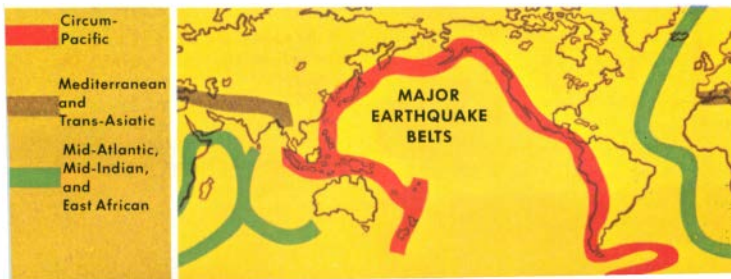 Circum-
Pacific
Mediterranean
and
Trans-Asiatic
Mid-Atlantic,
Mid-Indian,
and
East African
MAJOR
EARTHQUAKE
BELTS